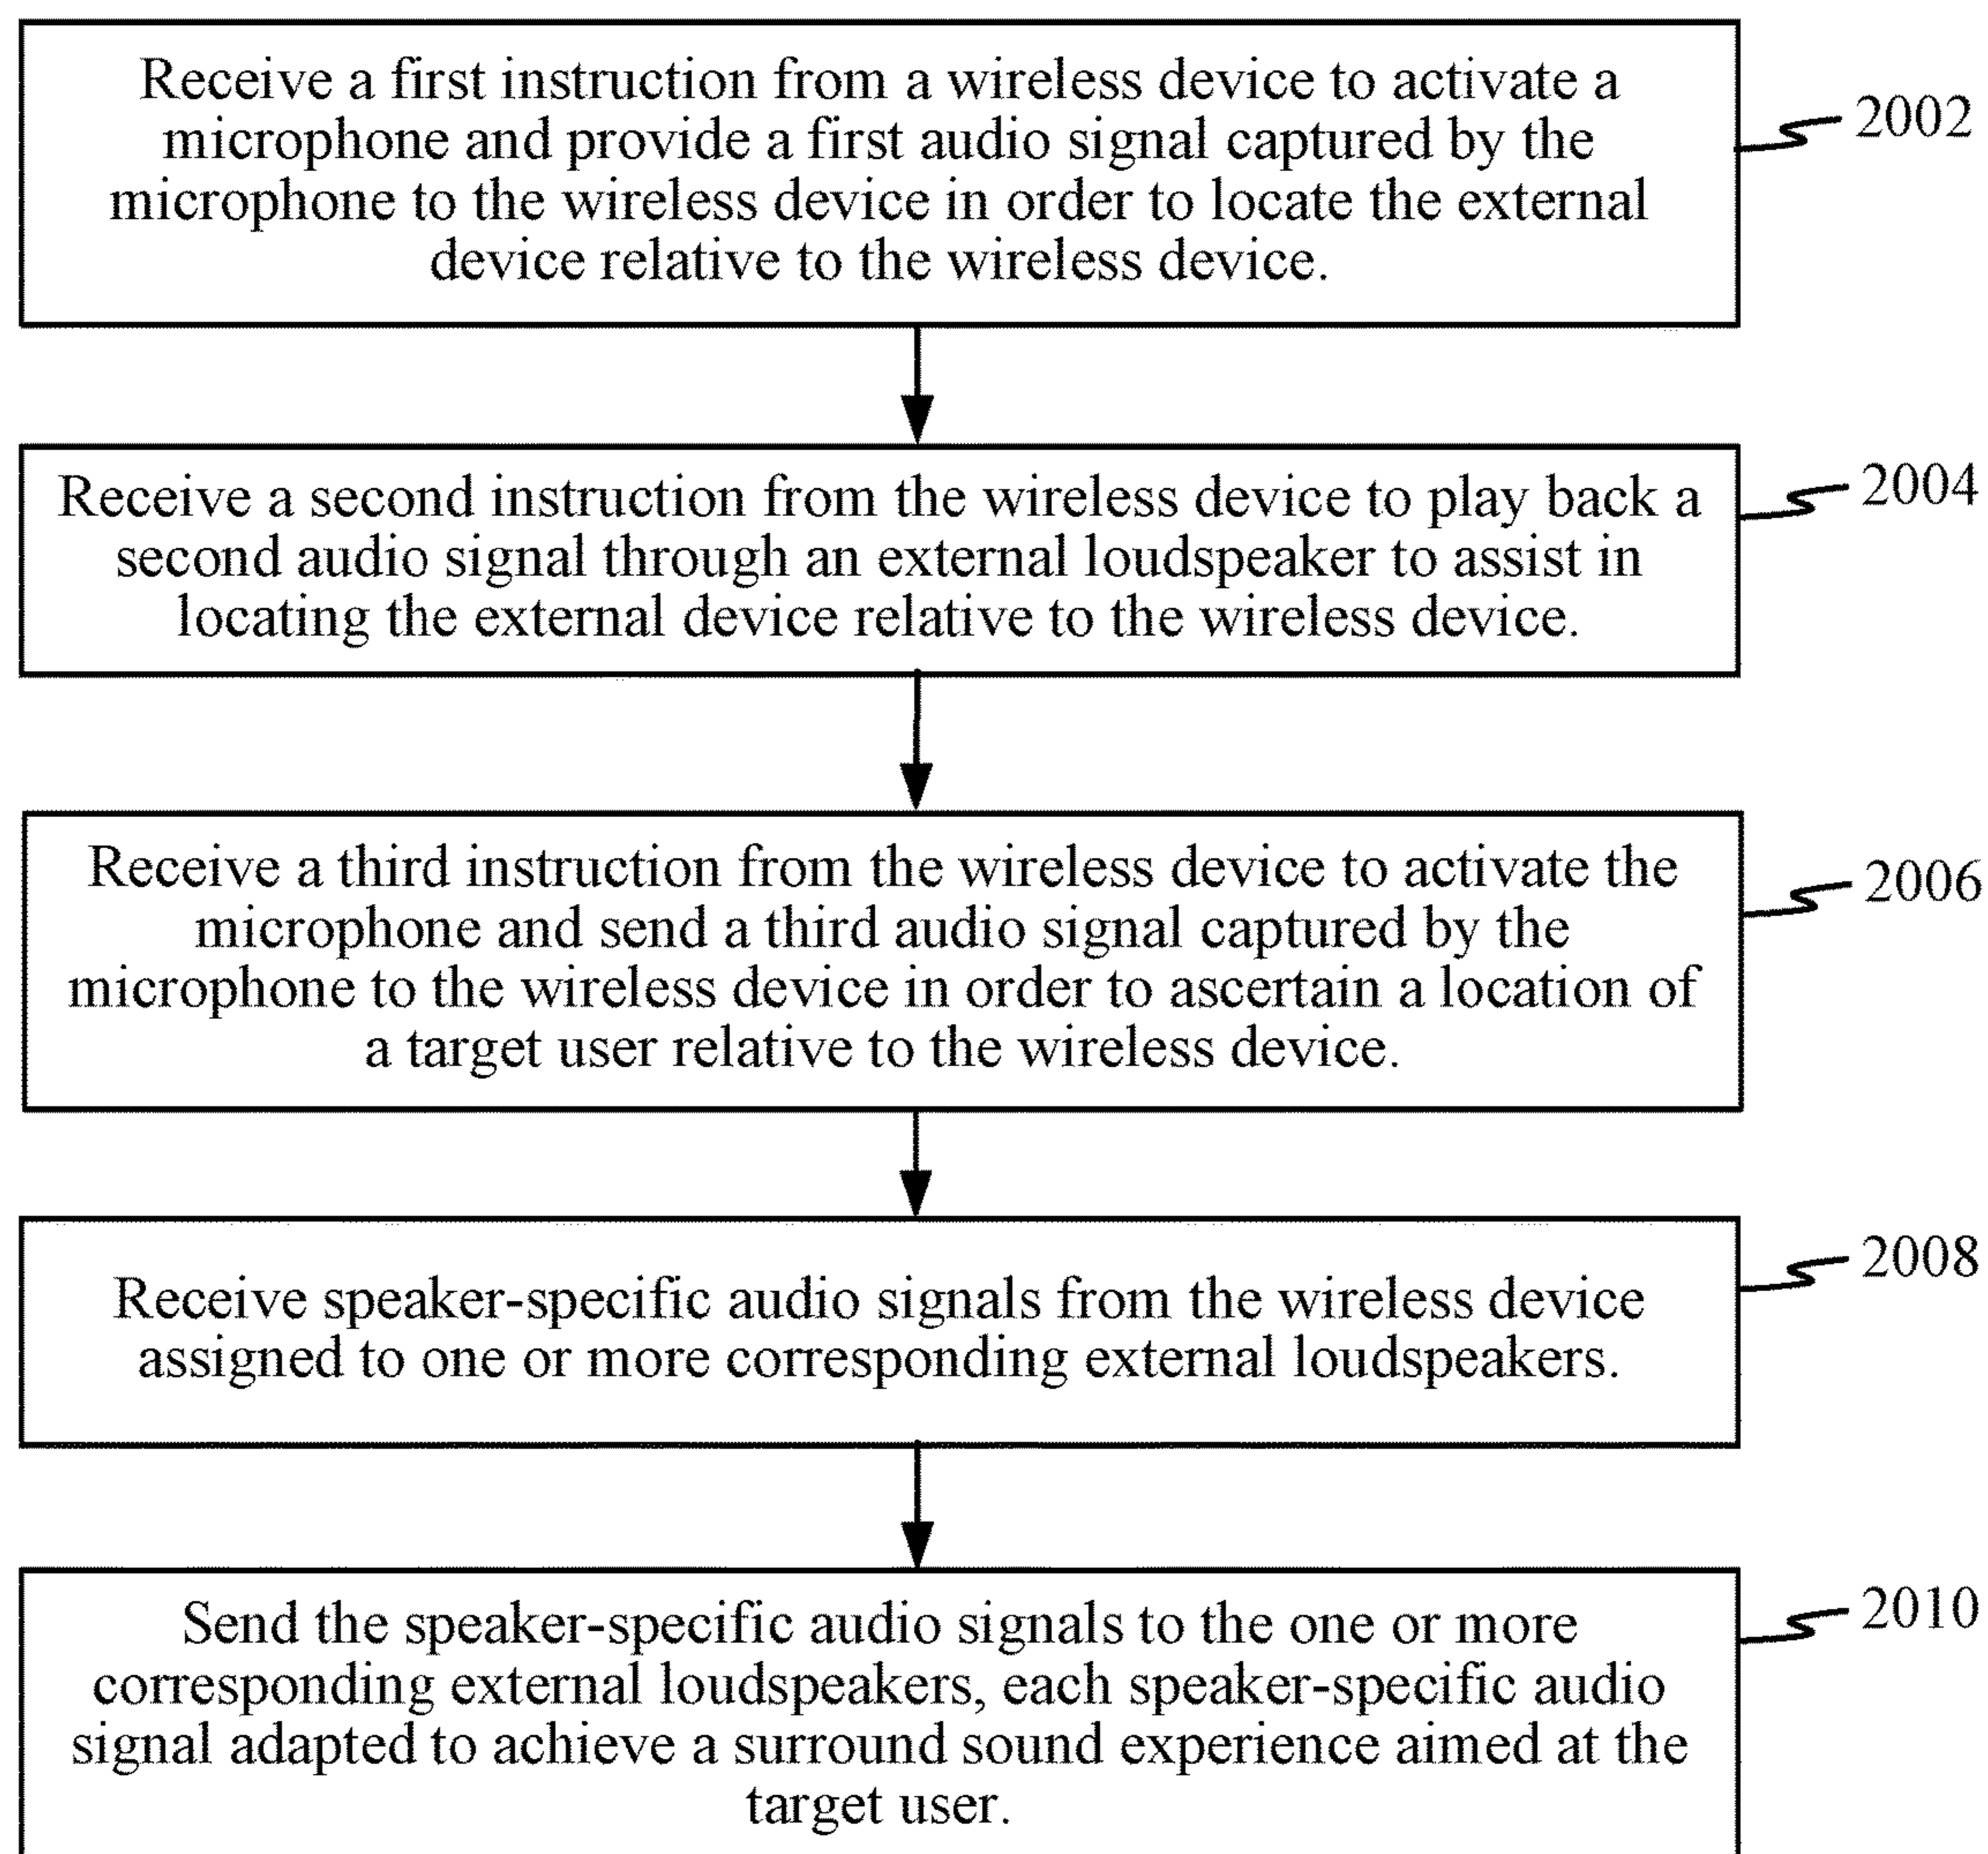 Receive a first instruction from a wireless device to activate a
microphone and provide a first audio signal captured by the
microphone to the wireless device in order to locate the external
device relative to the wireless device.
2002
Receive a second instruction from the wireless device to play back a
second audio signal through an external loudspeaker to assist in
locating the external device relative to the wireless device.
2004
Receive a third instruction from the wireless device to activate the
microphone and send a third audio signal captured by the
microphone to the wireless device in order to ascertain a location of
a target user relative to the wireless device.
2006
Receive speaker-specific audio signals from the wireless device
assigned to one or more corresponding external loudspeakers.
2008
Send the speaker-specific audio signals to the one or more
corresponding external loudspeakers, each speaker-specific audio
signal adapted to achieve a surround sound experience aimed at the
target user.
2010